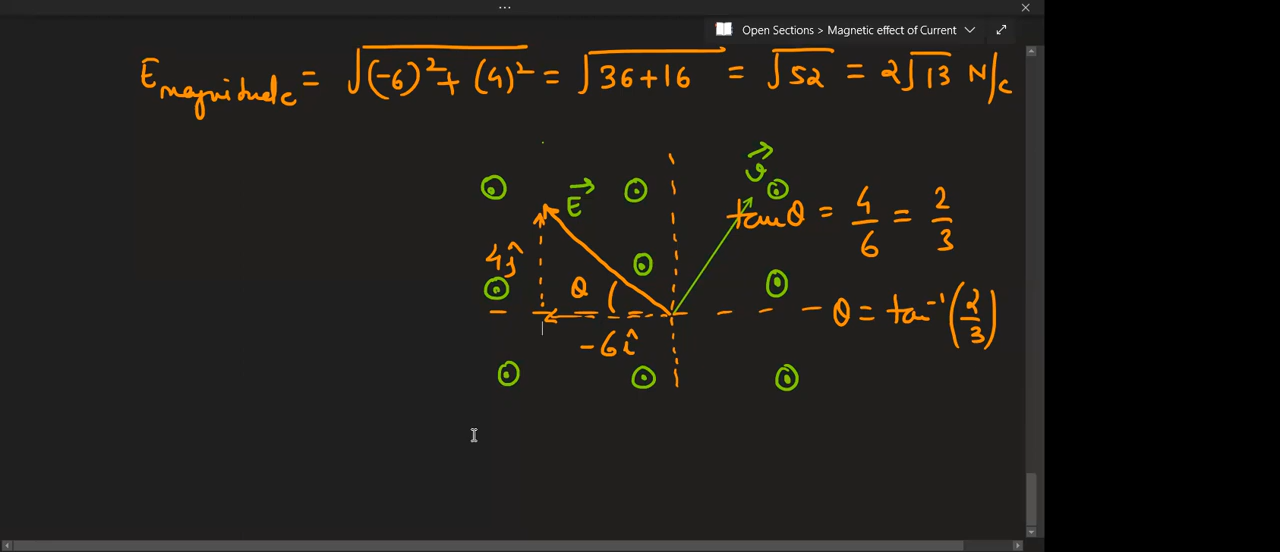 Open Sections > Magnetic effect of Current
E magnitude = √(-6)² + (4)² = √36+16 = √52 = 2√13 N/C
E⃗
v⃗
tanθ = 4/6 = 2/3
4ĵ
θ
θ = tan⁻¹(2/3)
-6î